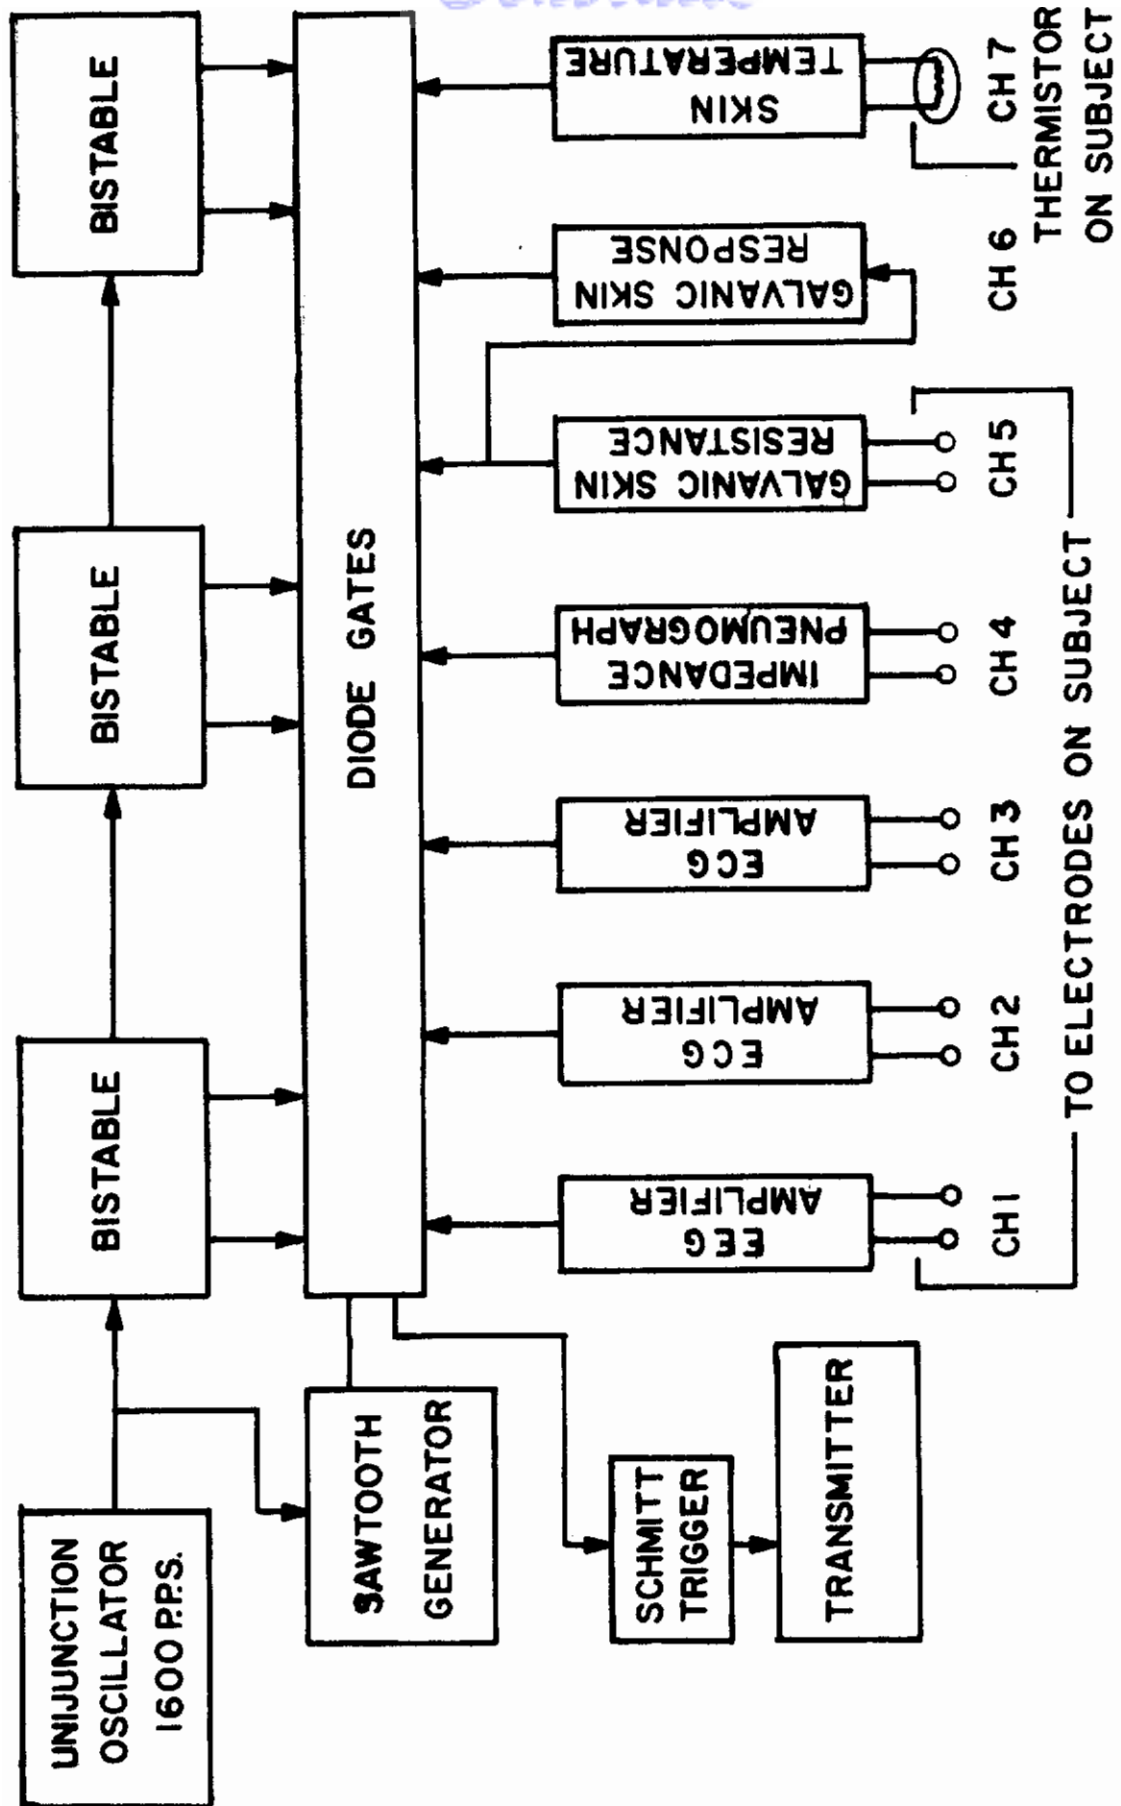 UNIJUNCTION
OSCILLATOR
1600 P.P.S.
BISTABLE
BISTABLE
BISTABLE
SAWTOOTH
GENERATOR
DIODE GATES
SCHMITT
TRIGGER
TRANSMITTER
EEG
AMPLIFIER
ECG
AMPLIFIER
ECG
AMPLIFIER
IMPEDANCE
PNEUMOGRAPH
GALVANIC SKIN
RESISTANCE
GALVANIC SKIN
RESPONSE
SKIN
TEMPERATURE
CH 1
CH 2
CH 3
CH 4
CH 5
CH 6
CH 7
TO ELECTRODES ON SUBJECT
THERMISTOR
ON SUBJECT